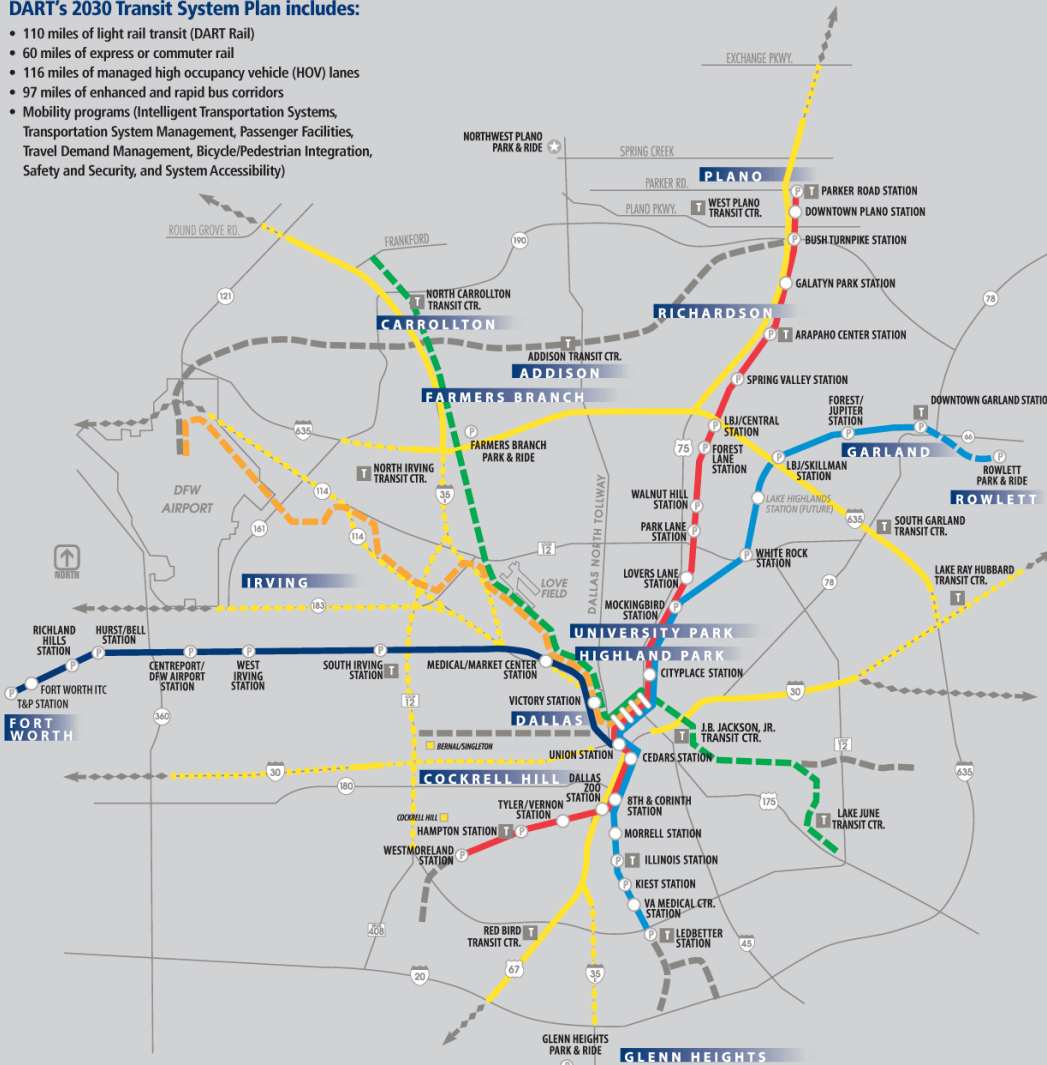 DART's 2030 Transit System Plan includes:
• 110 miles of light rail transit (DART Rail)
• 60 miles of express or commuter rail
• 116 miles of managed high occupancy vehicle (HOV) lanes
• 97 miles of enhanced and rapid bus corridors
• Mobility programs (Intelligent Transportation Systems,
Transportation System Management, Passenger Facilities,
Travel Demand Management, Bicycle/Pedestrian Integration,
Safety and Security, and System Accessibility)
EXCHANGE PKWY.
NORTHWEST PLANO
PARK & RIDE
SPRING CREEK
PLANO
PARKER RD.
P T PARKER ROAD STATION
T WEST PLANO
TRANSIT CTR.
PLANO PKWY.
DOWNTOWN PLANO STATION
ROUND GROVE RD.
FRANKFORD
190
P BUSH TURNPIKE STATION
GALATYN PARK STATION
121
T NORTH CARROLLTON
TRANSIT CTR.
78
RICHARDSON
CARROLLTON
P T ARAPAHO CENTER STATION
T
ADDISON TRANSIT CTR.
ADDISON
P SPRING VALLEY STATION
FARMERS BRANCH
FOREST/
JUPITER
STATION
P
DOWNTOWN GARLAND STATIO
T
P
635
P
FARMERS BRANCH
PARK & RIDE
P LBJ/CENTRAL
STATION
66
75
P FOREST
LANE
STATION
GARLAND
P
LBJ/SKILLMAN
STATION
P
ROWLETT
PARK & RIDE
T NORTH IRVING
TRANSIT CTR.
DFW
AIRPORT
114
35
E
DALLAS NORTH TOLLWAY
WALNUT HILL
STATION P
LAKE HIGHLANDS
STATION (FUTURE)
ROWLETT
161
114
PARK LANE
STATION P
635
T SOUTH GARLAND
TRANSIT CTR.
NORTH
LOOP
12
P WHITE ROCK
STATION
IRVING
LOVE
FIELD
LOVERS LANE
STATION
78
LAKE RAY HUBBARD
TRANSIT CTR.
T
183
MOCKINGBIRD
STATION P
RICHLAND
HILLS
STATION
P
HURST/BELL
STATION
P
UNIVERSITY PARK
HIGHLAND PARK
P
CENTREPORT/
DFW AIRPORT
STATION
P
WEST
IRVING
STATION
P
SOUTH IRVING
STATION T
MEDICAL/MARKET CENTER
STATION
CITYPLACE STATION
P
FORT WORTH ITC
T&P STATION
FORT
WORTH
LOOP
12
VICTORY STATION
30
360
DALLAS
T J.B. JACKSON, JR.
TRANSIT CTR.
BERNAL/SINGLETON
UNION STATION
CEDARS STATION
LOOP
12
30
COCKRELL HILL
635
180
DALLAS
ZOO
STATION
175
COCKRELL HILL
TYLER/VERNON
STATION
8TH & CORINTH
STATION
T LAKE JUNE
TRANSIT CTR.
HAMPTON STATION T P
MORRELL STATION
WESTMORELAND
STATION P
P T ILLINOIS STATION
P KIEST STATION
VA MEDICAL CTR.
STATION
SPUR
408
RED BIRD
TRANSIT CTR. T
P T LEDBETTER
STATION
45
20
67
35
E
GLENN HEIGHTS
PARK & RIDE
GLENN HEIGHTS